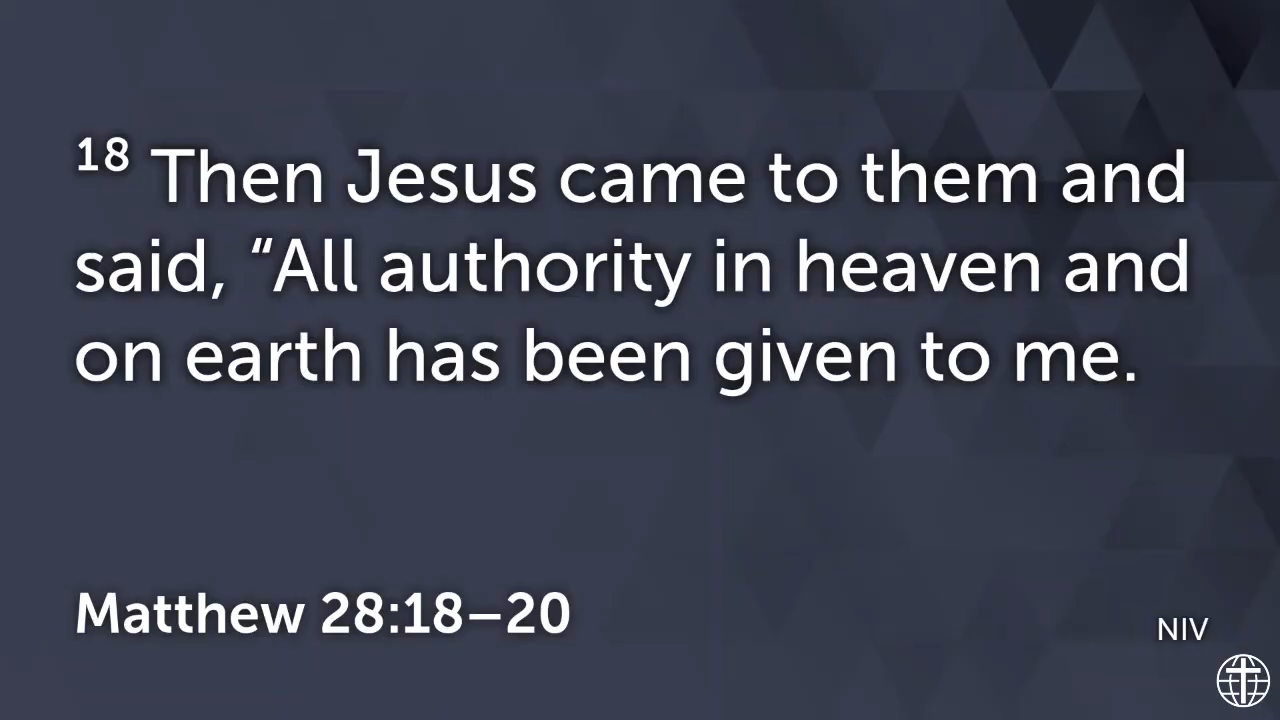 18 Then Jesus came to them and
said, “All authority in heaven and
on earth has been given to me.
Matthew 28:18–20
NIV